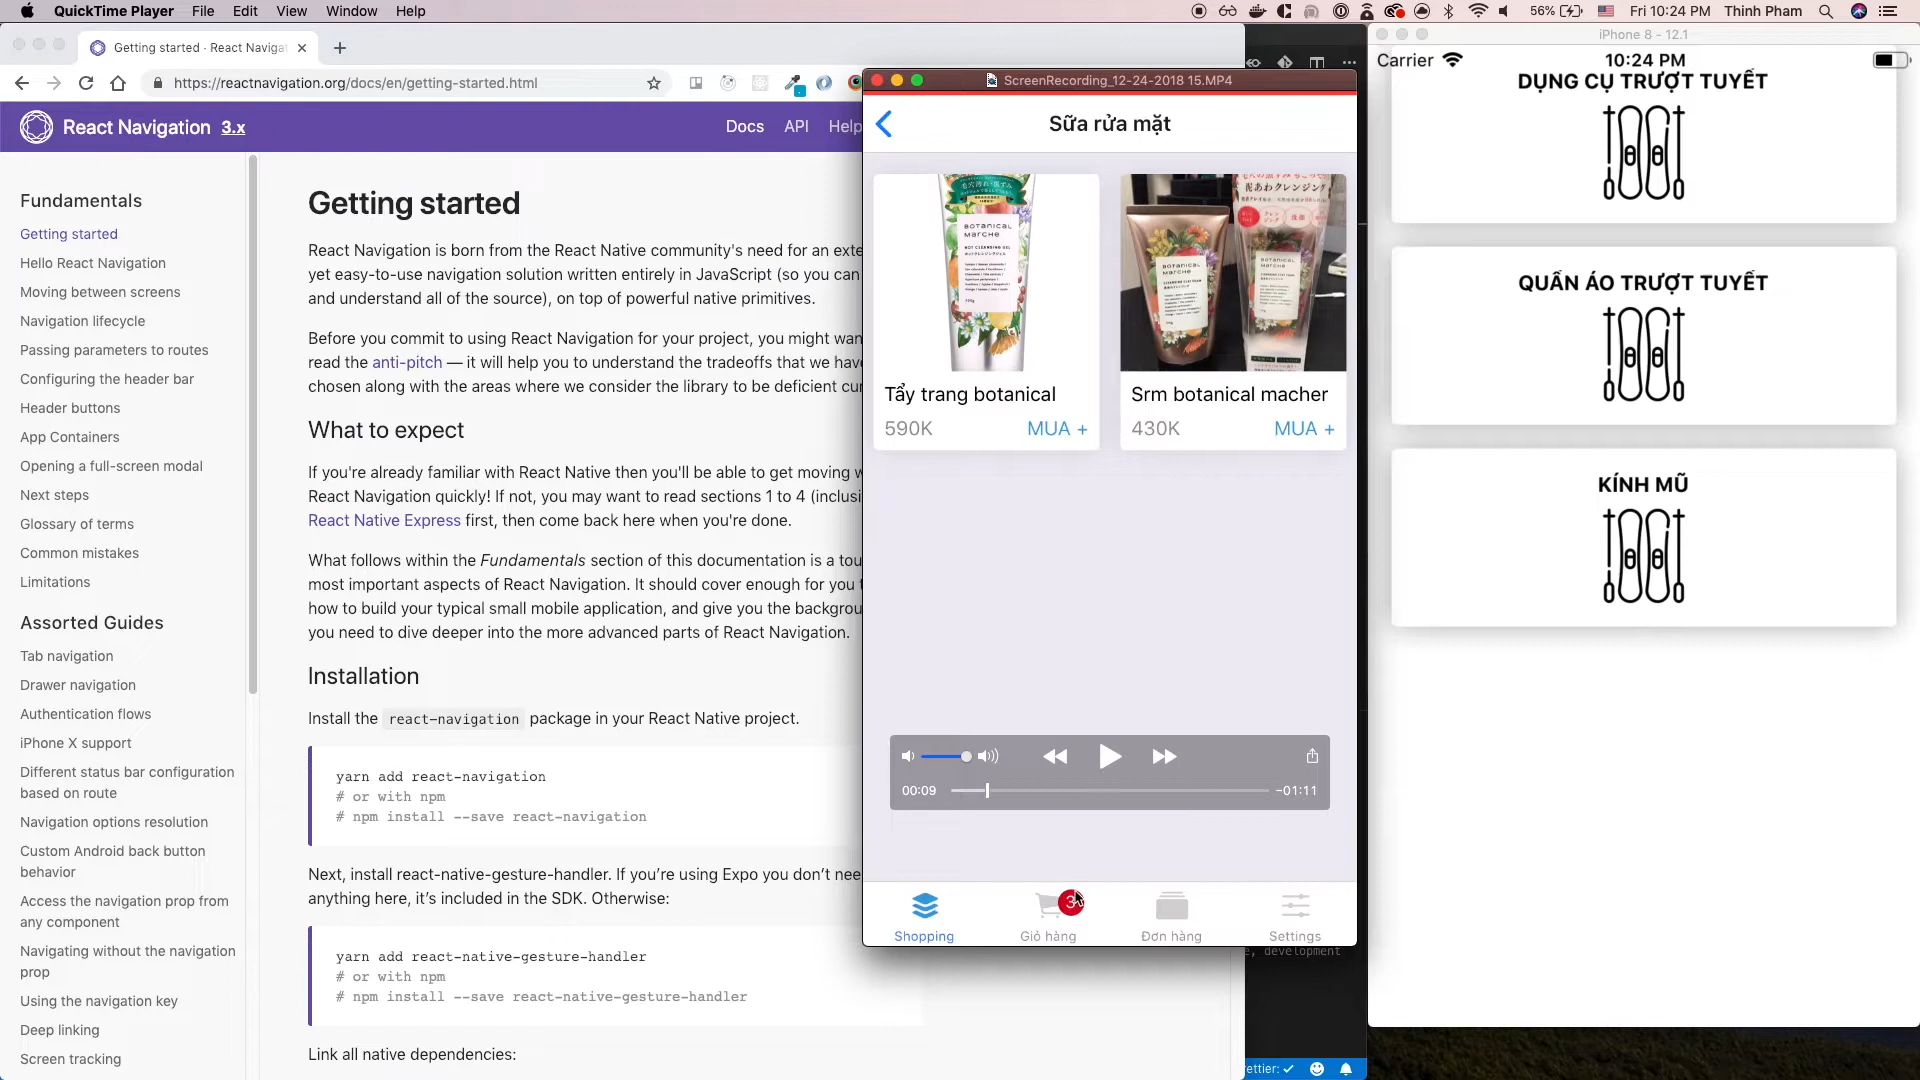 QuickTime Player File Edit View Window Help
56% Fri 10:24 PM Thinh Pham
Getting started · React Navigat
https://reactnavigation.org/docs/en/getting-started.html
React Navigation 3.x
Docs API Help
Fundamentals
Getting started
Hello React Navigation
Moving between screens
Navigation lifecycle
Passing parameters to routes
Configuring the header bar
Header buttons
App Containers
Opening a full-screen modal
Next steps
Glossary of terms
Common mistakes
Limitations
Assorted Guides
Tab navigation
Drawer navigation
Authentication flows
iPhone X support
Different status bar configuration
based on route
Navigation options resolution
Custom Android back button
behavior
Access the navigation prop from
any component
Navigating without the navigation
prop
Using the navigation key
Deep linking
Screen tracking
Getting started
React Navigation is born from the React Native community's need for an exte
yet easy-to-use navigation solution written entirely in JavaScript (so you can
and understand all of the source), on top of powerful native primitives.
Before you commit to using React Navigation for your project, you might wan
read the anti-pitch — it will help you to understand the tradeoffs that we have
chosen along with the areas where we consider the library to be deficient cur
What to expect
If you're already familiar with React Native then you'll be able to get moving w
React Navigation quickly! If not, you may want to read sections 1 to 4 (inclusi
React Native Express first, then come back here when you're done.
What follows within the Fundamentals section of this documentation is a tou
most important aspects of React Navigation. It should cover enough for you t
how to build your typical small mobile application, and give you the backgrou
you need to dive deeper into the more advanced parts of React Navigation.
Installation
Install the react-navigation package in your React Native project.
yarn add react-navigation
# or with npm
# npm install --save react-navigation
Next, install react-native-gesture-handler. If you’re using Expo you don’t nee
anything here, it’s included in the SDK. Otherwise:
yarn add react-native-gesture-handler
# or with npm
# npm install --save react-native-gesture-handler
Link all native dependencies:
ScreenRecording_12-24-2018 15.MP4
Sữa rửa mặt
BOTANICAL
MARCHE
HOT CLEANSING GEL
BOTANICAL
MARCHE
Tẩy trang botanical
590K MUA +
Srm botanical macher
430K MUA +
00:09 -01:11
3
Shopping Giỏ hàng Đơn hàng Settings
e, development
ettier: ✓
iPhone 8 - 12.1
Carrier 10:24 PM
DỤNG CỤ TRƯỢT TUYẾT
QUẦN ÁO TRƯỢT TUYẾT
KÍNH MŨ